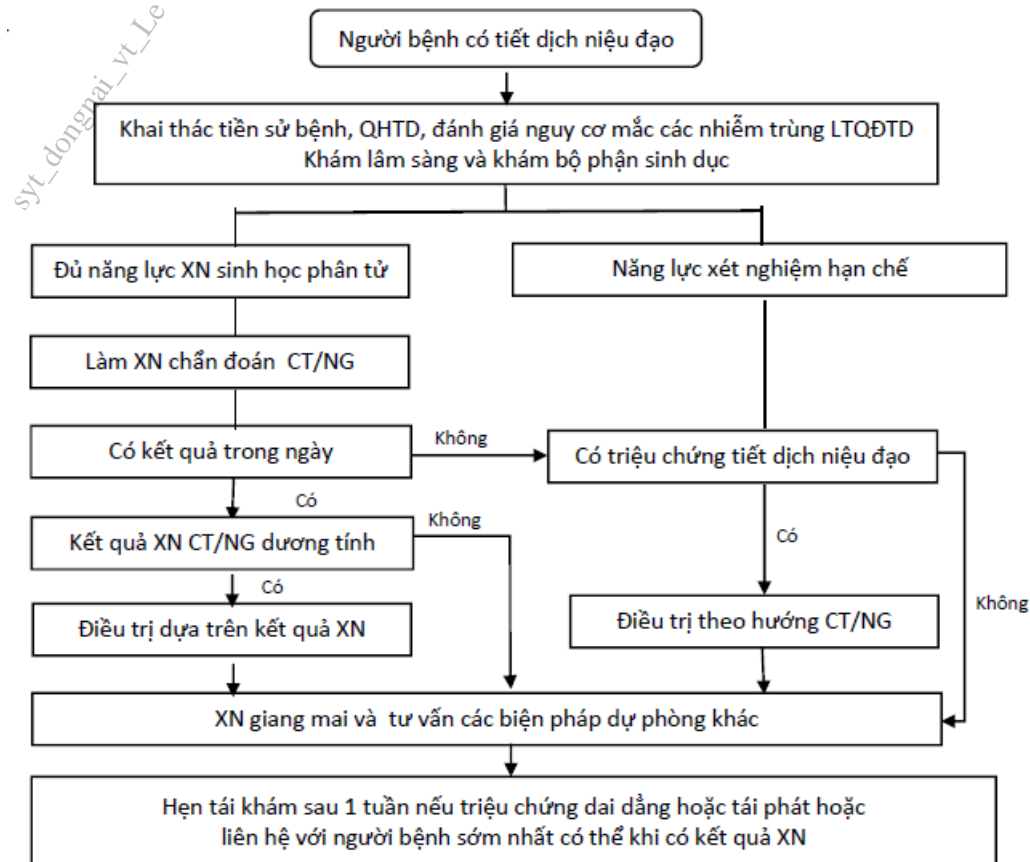 syt_dongnai_vt_Le
Người bệnh có tiết dịch niệu đạo
Khai thác tiền sử bệnh, QHTD, đánh giá nguy cơ mắc các nhiễm trùng LTQĐTD
Khám lâm sàng và khám bộ phận sinh dục
Đủ năng lực XN sinh học phân tử
Năng lực xét nghiệm hạn chế
Làm XN chẩn đoán CT/NG
Có kết quả trong ngày
Không
Có triệu chứng tiết dịch niệu đạo
Có
Không
Kết quả XN CT/NG dương tính
Có
Có
Không
Điều trị dựa trên kết quả XN
Điều trị theo hướng CT/NG
XN giang mai và tư vấn các biện pháp dự phòng khác
Hẹn tái khám sau 1 tuần nếu triệu chứng dai dẳng hoặc tái phát hoặc
liên hệ với người bệnh sớm nhất có thể khi có kết quả XN